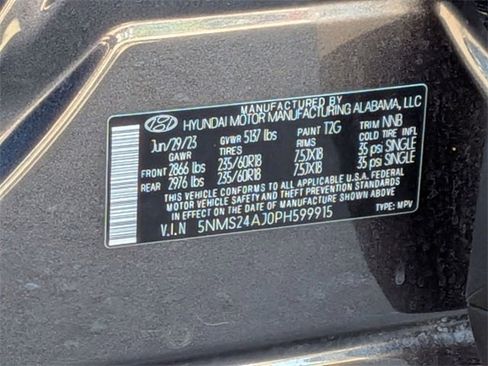 MANUFACTURED BY
HYUNDAI MOTOR MANUFACTURING ALABAMA, LLC
Jun/29/23 GVWR 5137 lbs PAINT T2G TRIM NNB
GAWR TIRES RIMS COLD TIRE INFL.
FRONT 2866 lbs 235/60R18 7.5JX18 35 psi SINGLE
REAR 2976 lbs 235/60R18 7.5JX18 35 psi SINGLE
THIS VEHICLE CONFORMS TO ALL APPLICABLE U.S.A. FEDERAL
MOTOR VEHICLE SAFETY, BUMPER, AND THEFT PREVENTION
STANDARDS IN EFFECT ON THE DATE OF MANUFACTURE SHOWN ABOVE.
V.I.N 5NMS24AJ0PH599915 TYPE: MPV